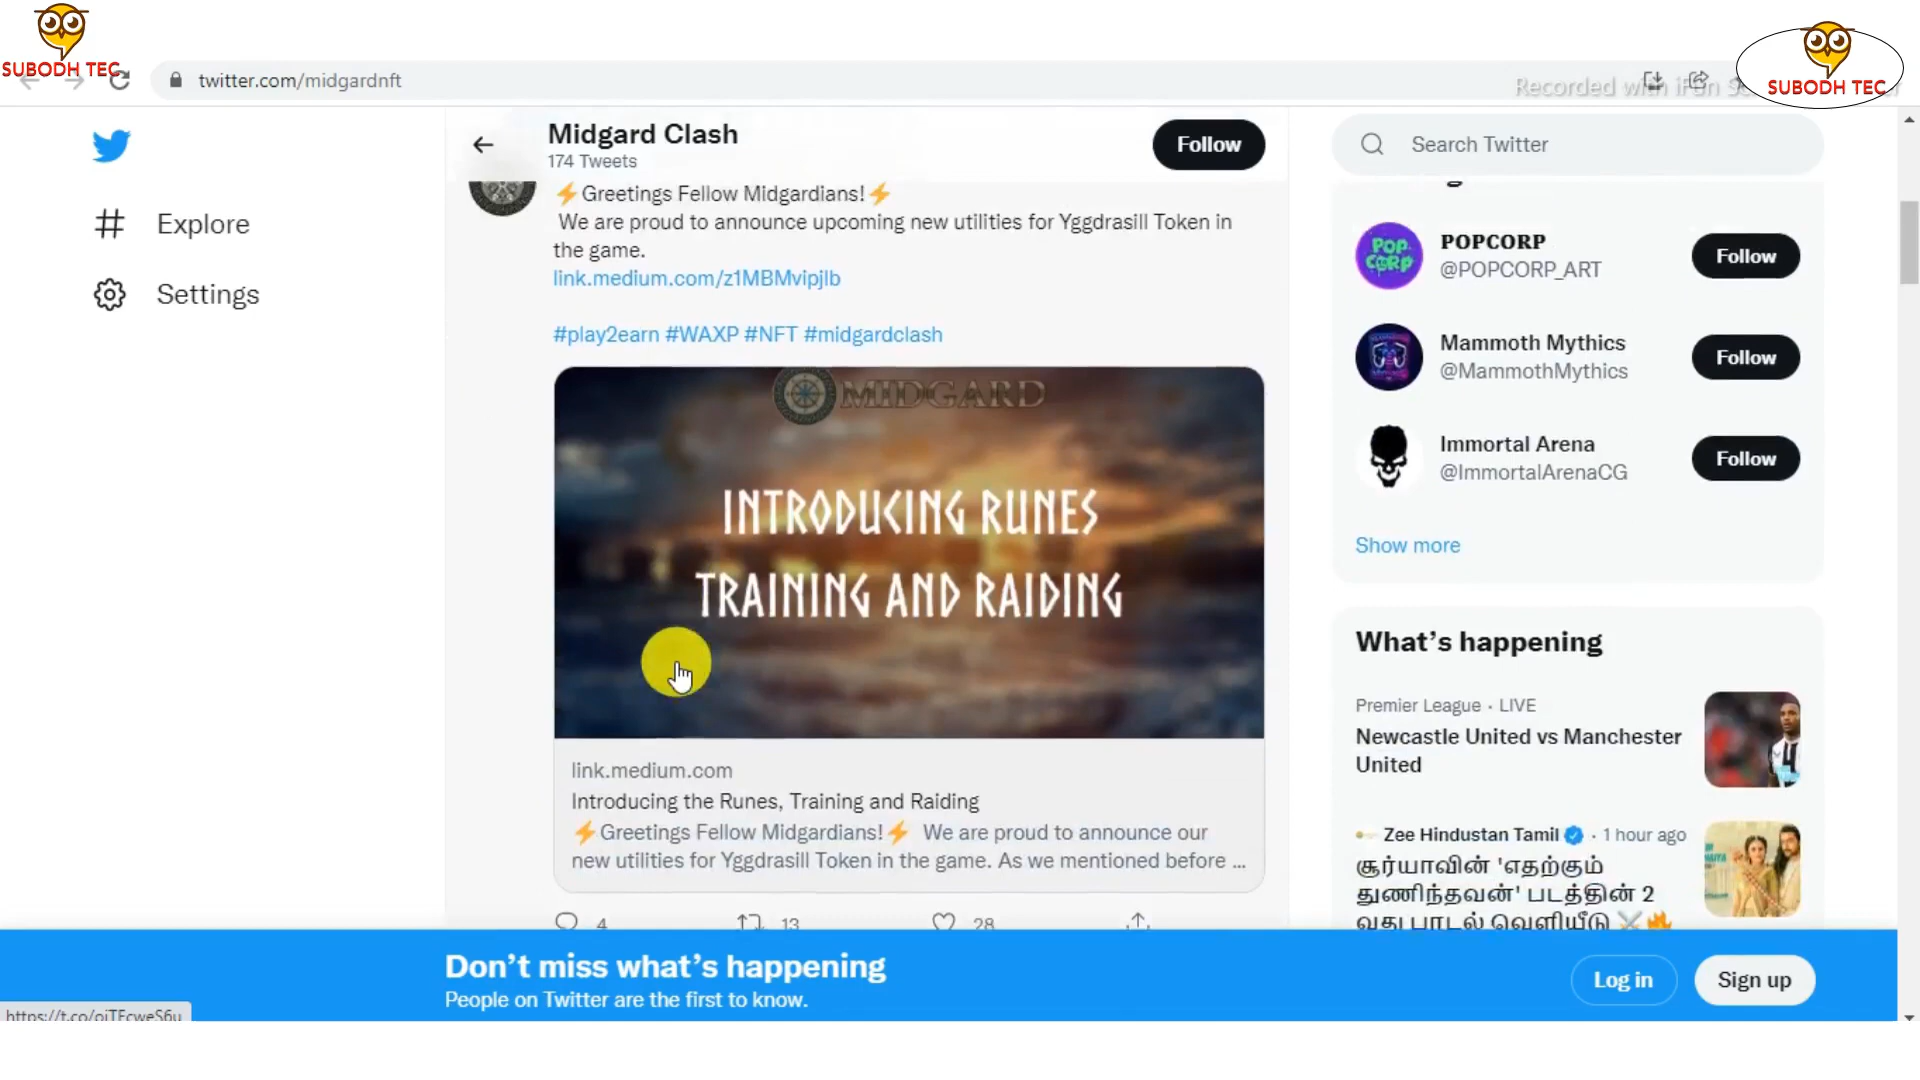 SUBODH TEC
twitter.com/midgardnft
Recorded with iFun
SUBODH TEC
Midgard Clash
174 Tweets
Follow
Search Twitter
Explore
Settings
⚡Greetings Fellow Midgardians!⚡
We are proud to announce upcoming new utilities for Yggdrasill Token in
the game.
link.medium.com/z1MBMvipjlb
#play2earn #WAXP #NFT #midgardclash
MIDGARD
INTRODUCING RUNES
TRAINING AND RAIDING
link.medium.com
Introducing the Runes, Training and Raiding
⚡Greetings Fellow Midgardians!⚡ We are proud to announce our
new utilities for Yggdrasill Token in the game. As we mentioned before ...
4
13
28
POPCORP
@POPCORP_ART
Follow
Mammoth Mythics
@MammothMythics
Follow
Immortal Arena
@ImmortalArenaCG
Follow
Show more
What's happening
Premier League · LIVE
Newcastle United vs Manchester
United
Zee Hindustan Tamil · 1 hour ago
சூர்யாவின் 'எதற்கும்
துணிந்தவன்' படத்தின் 2
வது பாடல் வெளியீடு ⚔️🔥
Don't miss what's happening
People on Twitter are the first to know.
Log in
Sign up
https://t.co/oiTFcweS6u